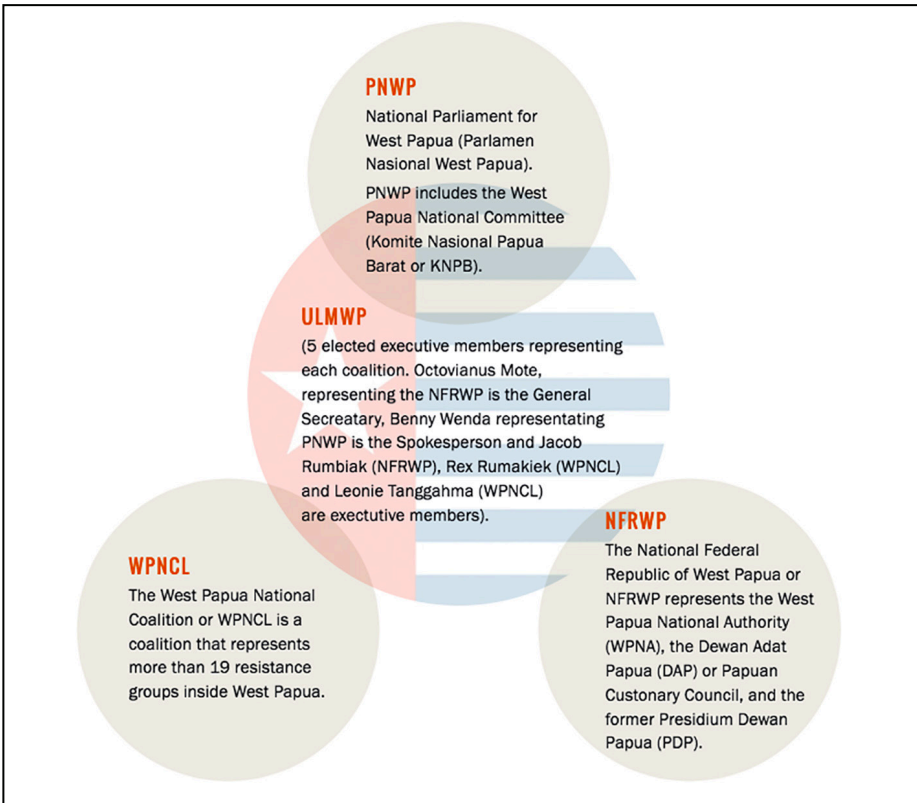 PNWP
National Parliament for
West Papua (Parlamen
Nasional West Papua).
PNWP includes the West
Papua National Committee
(Komite Nasional Papua
Barat or KNPB).
ULMWP
(5 elected executive members representing
each coalition. Octovianus Mote,
representing the NFRWP is the General
Secreatary, Benny Wenda representating
PNWP is the Spokesperson and Jacob
Rumbiak (NFRWP), Rex Rumakiek (WPNCL)
and Leonie Tanggahma (WPNCL)
are exectutive members).
WPNCL
The West Papua National
Coalition or WPNCL is a
coalition that represents
more than 19 resistance
groups inside West Papua.
NFRWP
The National Federal
Republic of West Papua or
NFRWP represents the West
Papua National Authority
(WPNA), the Dewan Adat
Papua (DAP) or Papuan
Custonary Council, and the
former Presidium Dewan
Papua (PDP).